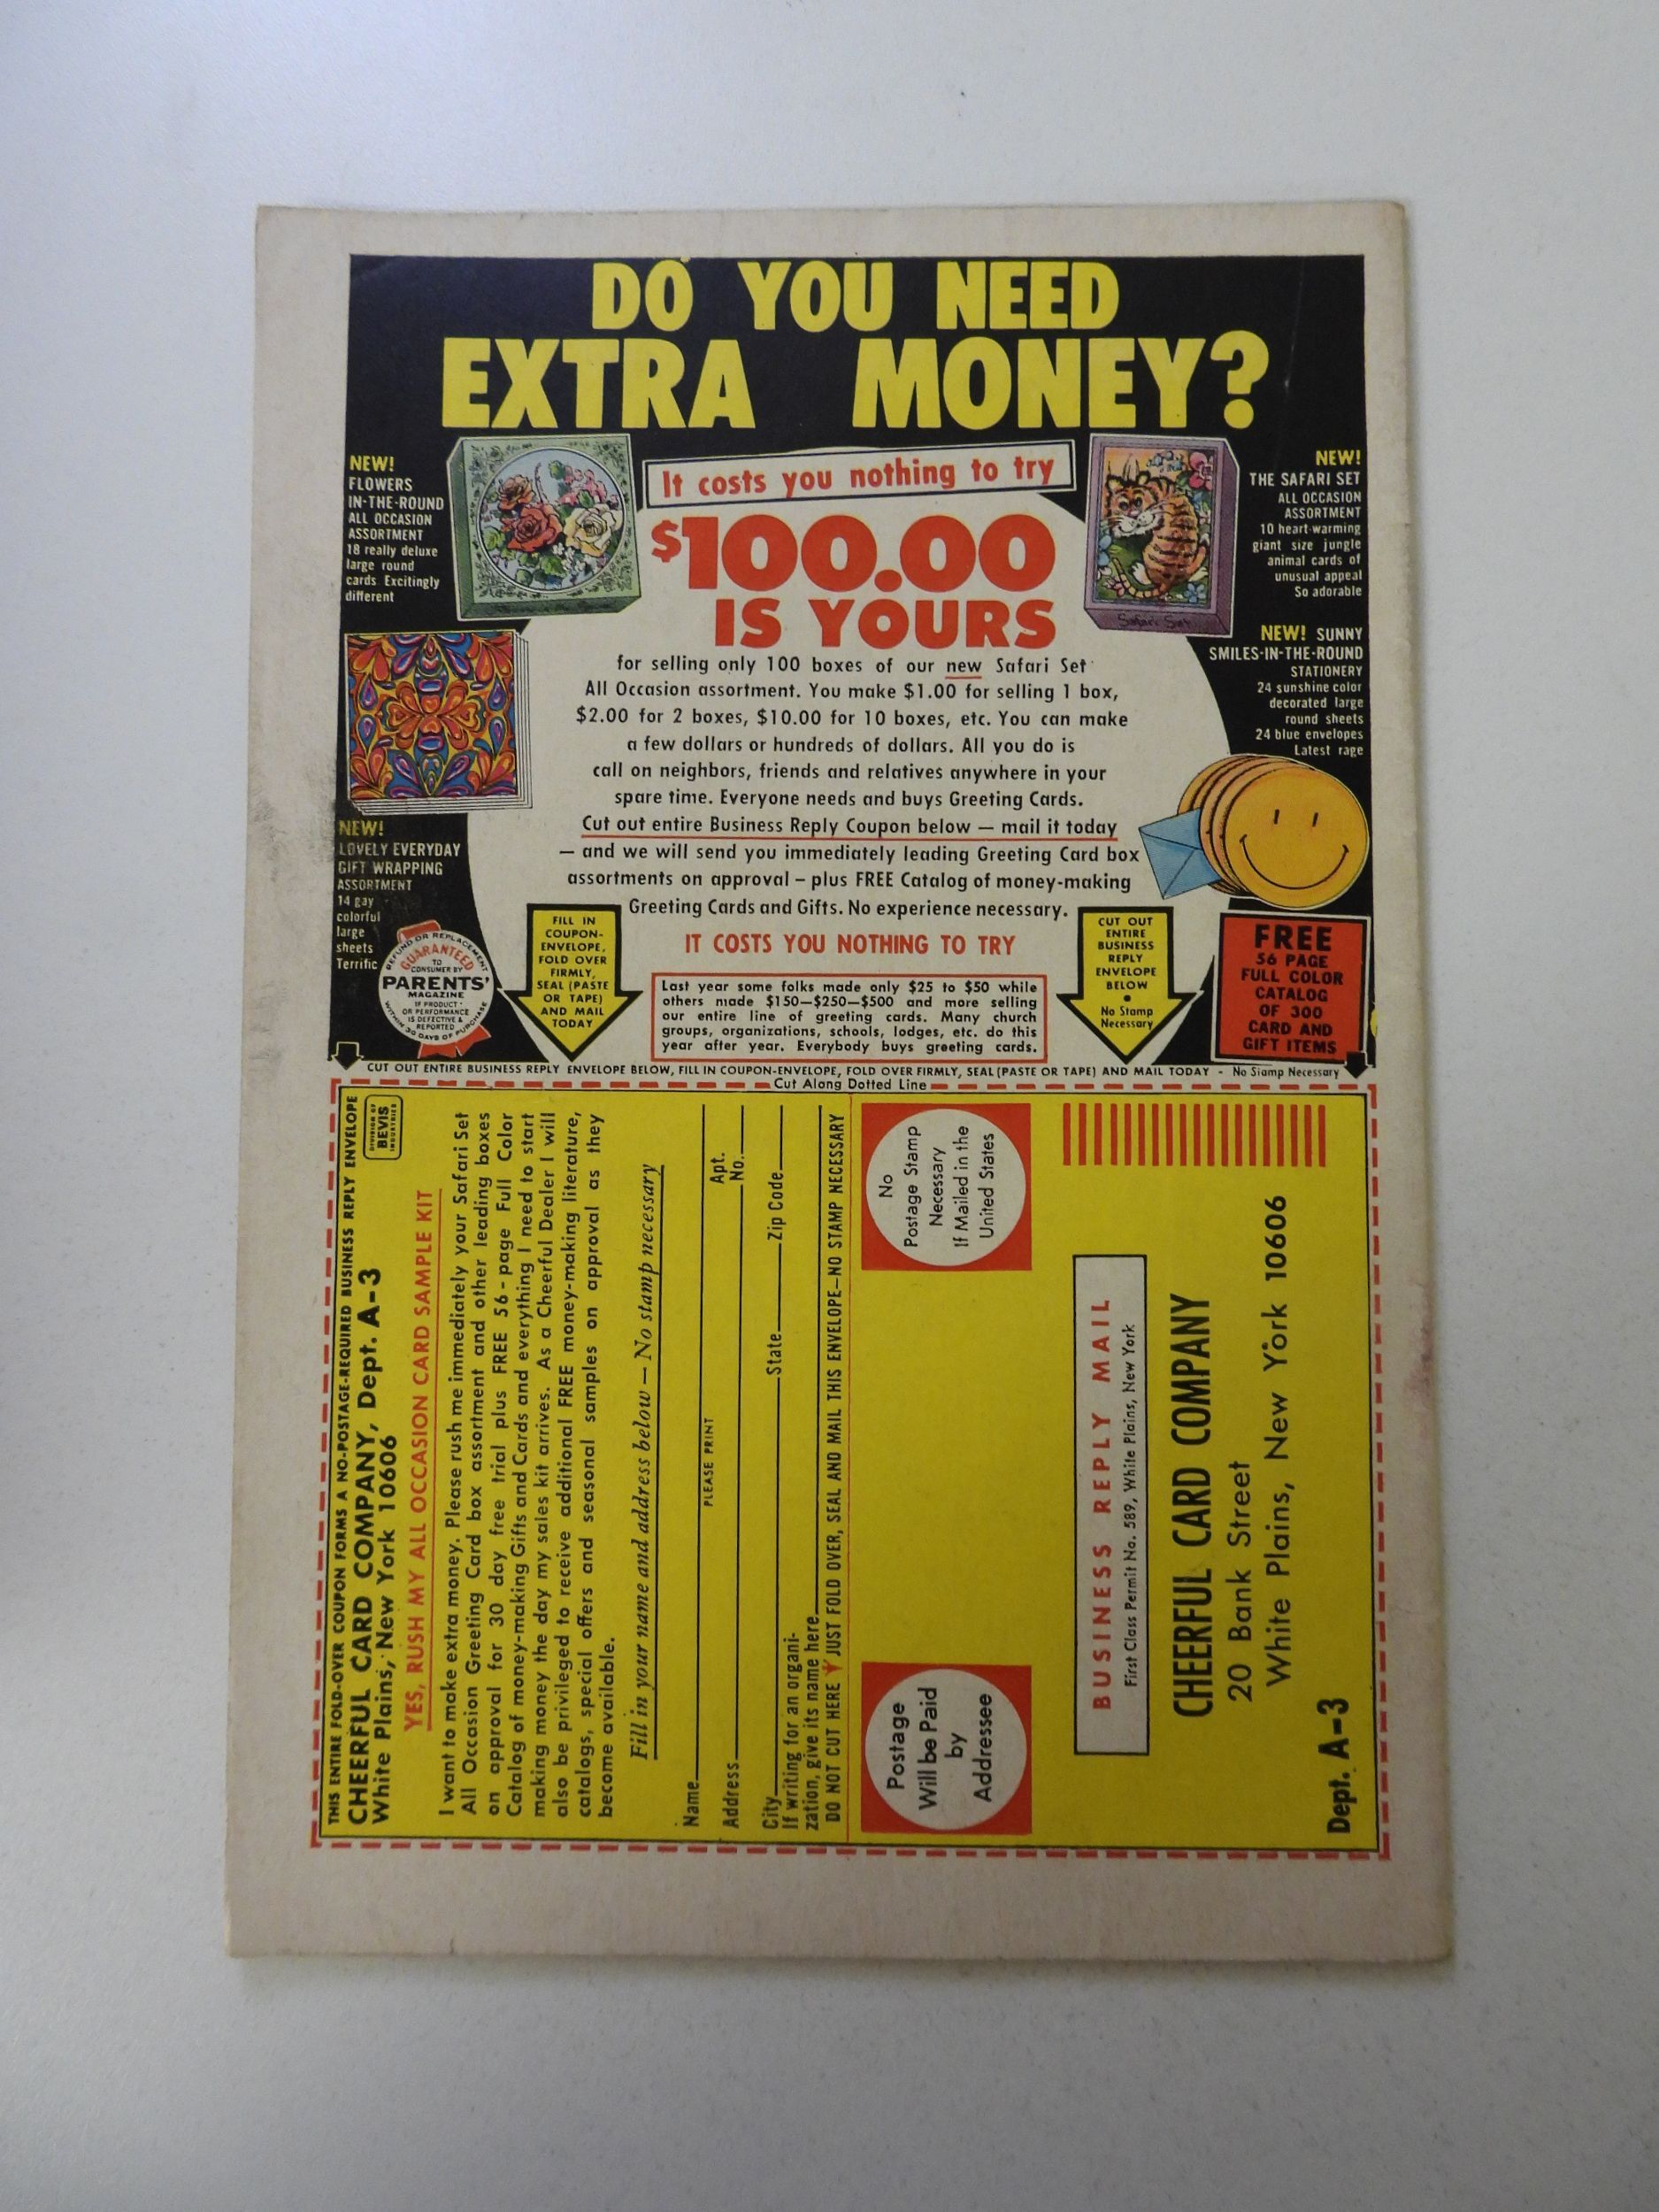 DO YOU NEED
EXTRA MONEY?
It costs you nothing to try
$100.00
IS YOURS
NEW!
FLOWERS
IN-THE-ROUND
ALL OCCASION
ASSORTMENT
18 really deluxe
large round
cards. Excitingly
different
NEW!
THE SAFARI SET
ALL OCCASION
ASSORTMENT
10 heart-warming
giant size jungle
animal cards of
unusual appeal
So adorable
Safari Set
NEW! SUNNY
SMILES-IN-THE-ROUND
STATIONERY
24 sunshine color
decorated large
round sheets
24 blue envelopes
Latest rage
for selling only 100 boxes of our new Safari Set
All Occasion assortment. You make $1.00 for selling 1 box,
$2.00 for 2 boxes, $10.00 for 10 boxes, etc. You can make
a few dollars or hundreds of dollars. All you do is
call on neighbors, friends and relatives anywhere in your
spare time. Everyone needs and buys Greeting Cards.
Cut out entire Business Reply Coupon below — mail it today
— and we will send you immediately leading Greeting Card box
assortments on approval – plus FREE Catalog of money-making
Greeting Cards and Gifts. No experience necessary.
IT COSTS YOU NOTHING TO TRY
NEW!
LOVELY EVERYDAY
GIFT WRAPPING
ASSORTMENT
14 gay
colorful
large
sheets
Terrific
REFUND OR REPLACEMENT
GUARANTEED
TO
CONSUMER BY
PARENTS'
MAGAZINE
IF PRODUCT
OR PERFORMANCE
IS DEFECTIVE &
REPORTED
WITHIN 30 DAYS OF PURCHASE
FILL IN
COUPON-
ENVELOPE,
FOLD OVER
FIRMLY,
SEAL (PASTE
OR TAPE)
AND MAIL
TODAY
Last year some folks made only $25 to $50 while
others made $150—$250—$500 and more selling
our entire line of greeting cards. Many church
groups, organizations, schools, lodges, etc. do this
year after year. Everybody buys greeting cards.
CUT OUT
ENTIRE
BUSINESS
REPLY
ENVELOPE
BELOW
•
No Stamp
Necessary
FREE
56 PAGE
FULL COLOR
CATALOG
OF 300
CARD AND
GIFT ITEMS
CUT OUT ENTIRE BUSINESS REPLY ENVELOPE BELOW, FILL IN COUPON-ENVELOPE, FOLD OVER FIRMLY, SEAL (PASTE OR TAPE) AND MAIL TODAY - No Stamp Necessary
Cut Along Dotted Line
THIS ENTIRE FOLD-OVER COUPON FORMS A NO-POSTAGE-REQUIRED BUSINESS REPLY ENVELOPE
CHEERFUL CARD COMPANY, Dept. A-3
White Plains, New York 10606
DIVISION OF
BEVIS
INDUSTRIES
YES, RUSH MY ALL OCCASION CARD SAMPLE KIT
I want to make extra money. Please rush me immediately your Safari Set
All Occasion Greeting Card box assortment and other leading boxes
on approval for 30 day free trial plus FREE 56-page Full Color
Catalog of money-making Gifts and Cards and everything I need to start
making money the day my sales kit arrives. As a Cheerful Dealer I will
also be privileged to receive additional FREE money-making literature,
catalogs, special offers and seasonal samples on approval as they
become available.
Fill in your name and address below — No stamp necessary
Name
PLEASE PRINT
Address Apt. No.
City State Zip Code
If writing for an organi-
zation, give its name here
DO NOT CUT HERE JUST FOLD OVER, SEAL AND MAIL THIS ENVELOPE—NO STAMP NECESSARY
Postage
Will be Paid
by
Addressee
No
Postage Stamp
Necessary
If Mailed in the
United States
BUSINESS REPLY MAIL
First Class Permit No. 589, White Plains, New York
CHEERFUL CARD COMPANY
20 Bank Street
White Plains, New York 10606
Dept. A-3